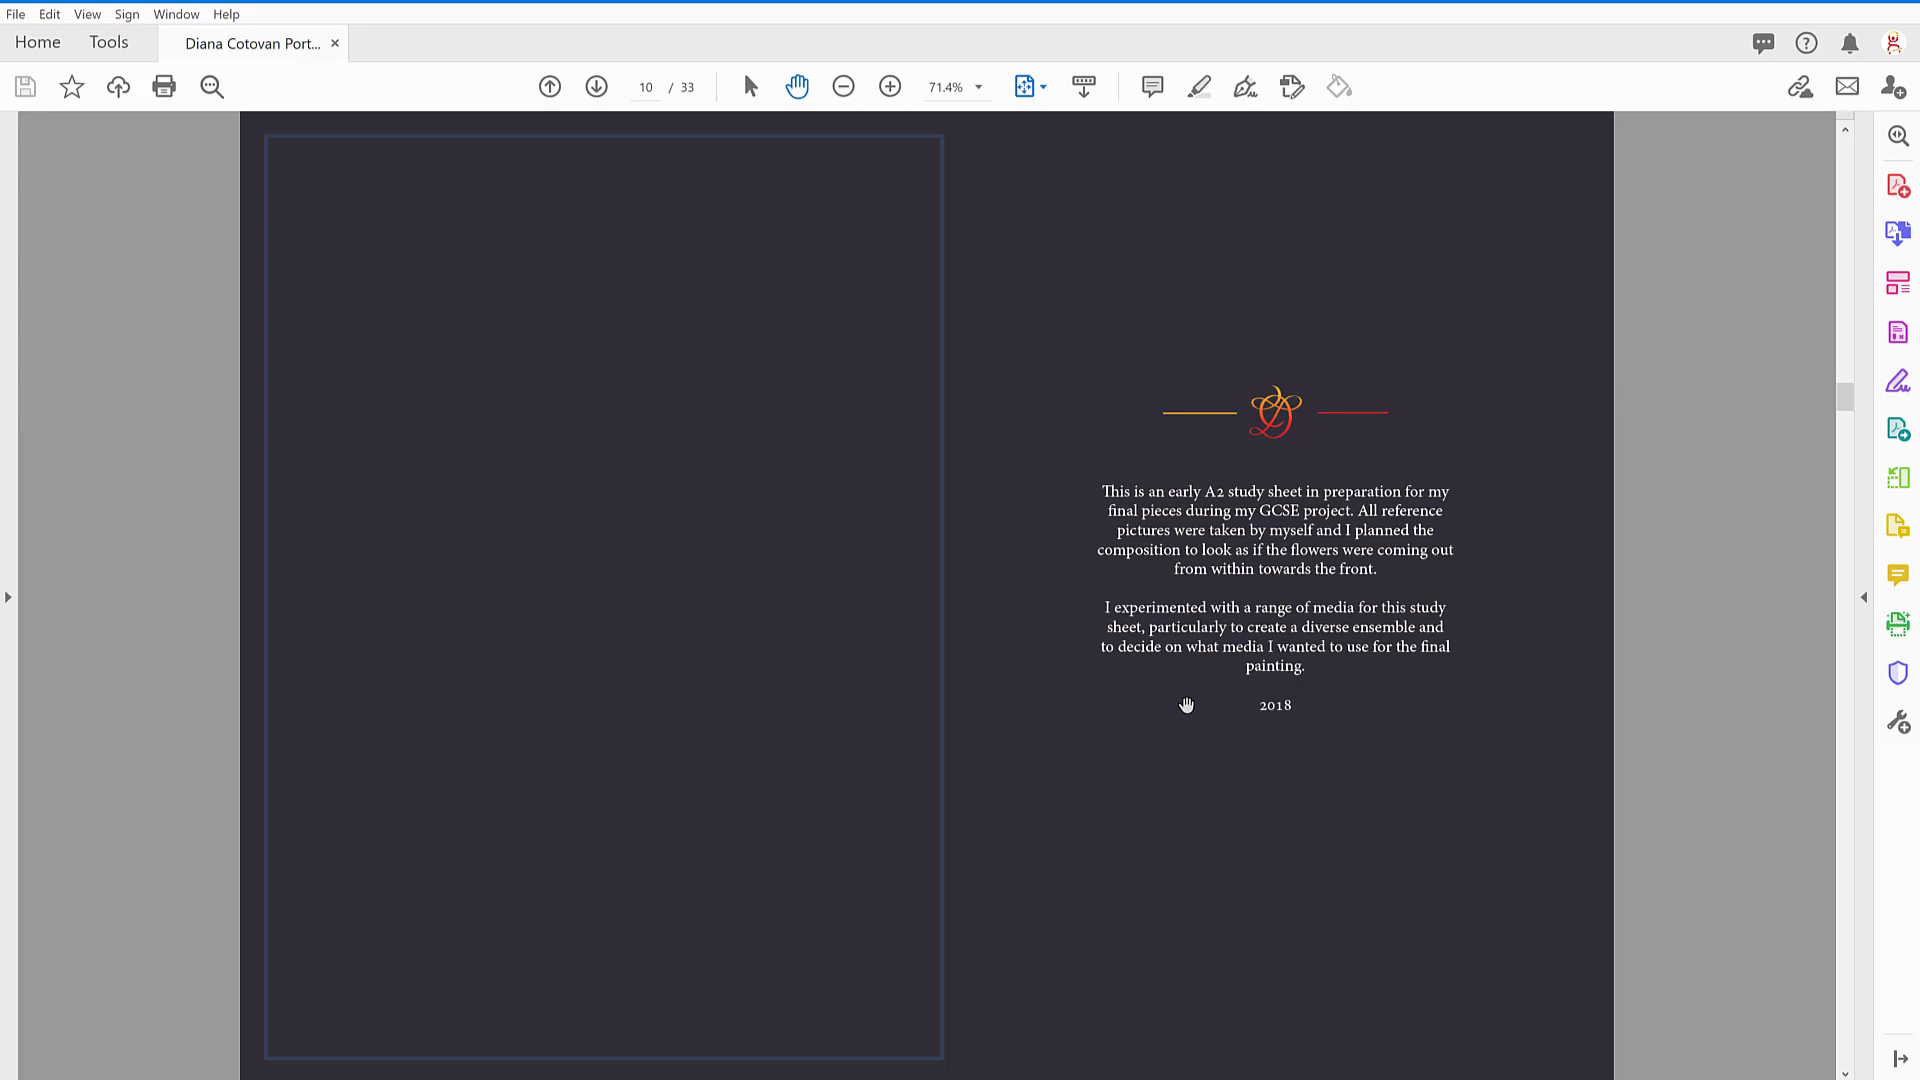 File Edit View Sign Window Help
Home Tools Diana Cotovan Port... ×
10 / 33 71.4%
This is an early A2 study sheet in preparation for my
final pieces during my GCSE project. All reference
pictures were taken by myself and I planned the
composition to look as if the flowers were coming out
from within towards the front.
I experimented with a range of media for this study
sheet, particularly to create a diverse ensemble and
to decide on what media I wanted to use for the final
painting.
2018